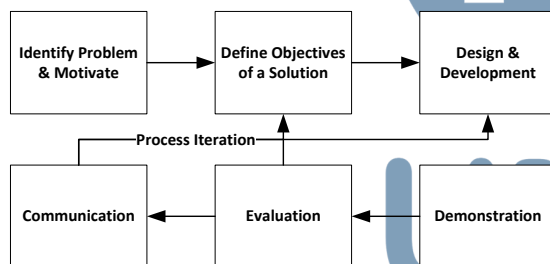 Identify Problem
& Motivate
Define Objectives
of a Solution
Design &
Development
Process Iteration
Communication
Evaluation
Demonstration